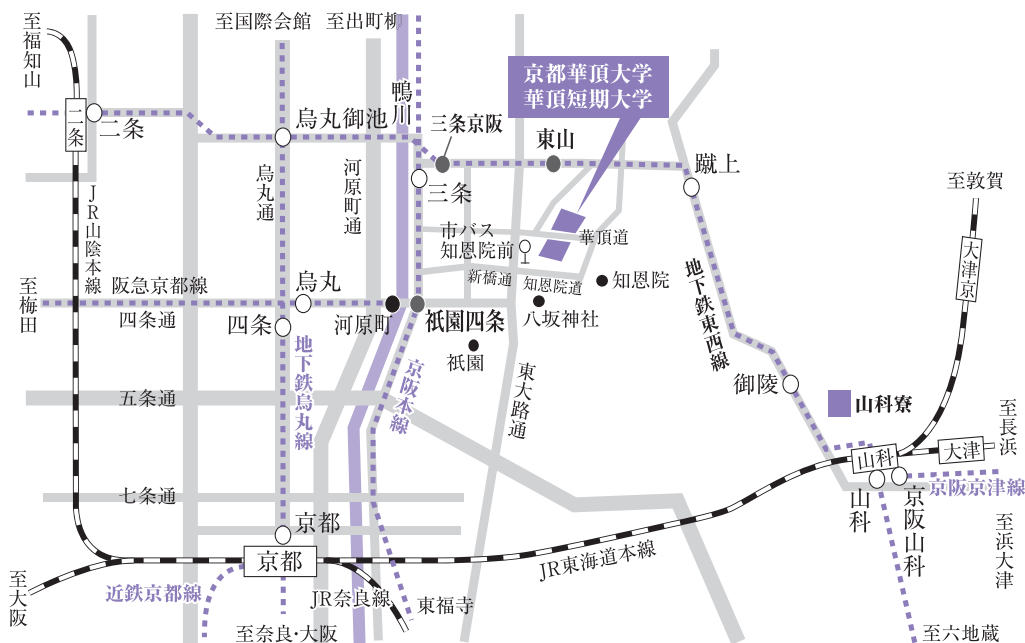 至福知山
至国際会館
至出町柳
鴨川
京都華頂大学
華頂短期大学
二条
二条
烏丸御池
三条京阪
東山
蹴上
烏丸通
河原町通
三条
至敦賀
JR山陰本線
市バス
知恩院前
華頂道
新橋通
知恩院道
知恩院
大津京
地下鉄東西線
至梅田
阪急京都線
烏丸
四条通
四条
河原町
祇園四条
八坂神社
祇園
地下鉄烏丸線
京阪本線
東大路通
御陵
山科寮
五条通
至長浜
山科
大津
京阪京津線
七条通
山科
京阪山科
京都
京都
至浜大津
JR東海道本線
至大阪
近鉄京都線
JR奈良線
東福寺
至奈良・大阪
至六地蔵